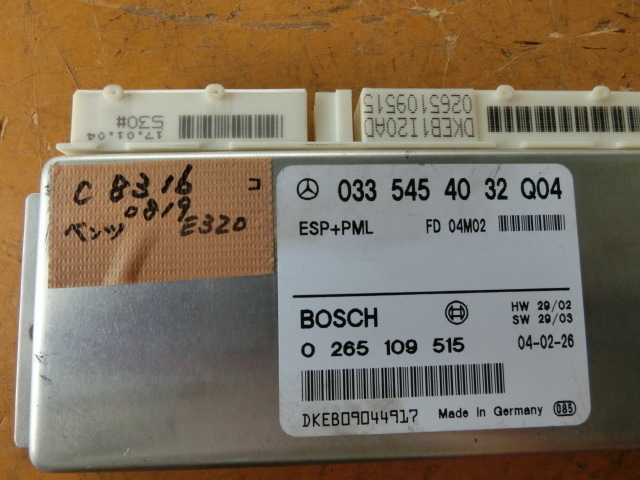 17.01.04
530#
DKEB1I20AD
0265109515
C 8316 コ
0819
ベンツ E320
033 545 40 32 Q04
ESP+PML FD 04M02
BOSCH
HW 29/02
SW 29/03
0 265 109 515 04-02-26
DKEB09044917 Made in Germany 085